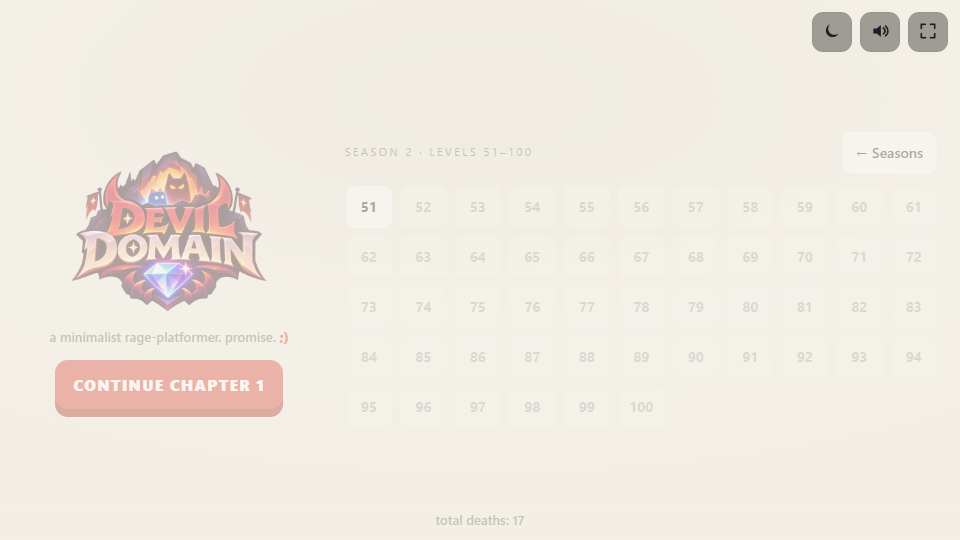 SEASON 2 · LEVELS 51–100
← Seasons
DEVIL
DOMAIN
a minimalist rage-platformer. promise. :)
CONTINUE CHAPTER 1
51 52 53 54 55 56 57 58 59 60 61
62 63 64 65 66 67 68 69 70 71 72
73 74 75 76 77 78 79 80 81 82 83
84 85 86 87 88 89 90 91 92 93 94
95 96 97 98 99 100
total deaths: 17